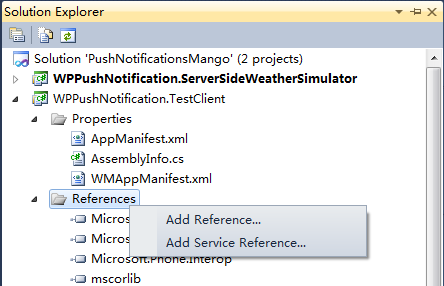 Solution Explorer
Solution 'PushNotificationsMango' (2 projects)
WPPushNotification.ServerSideWeatherSimulator
WPPushNotification.TestClient
Properties
AppManifest.xml
AssemblyInfo.cs
WMAppManifest.xml
References
Add Reference...
Micros
Add Service Reference...
Micros
Microsoft.Phone.Interop
mscorlib